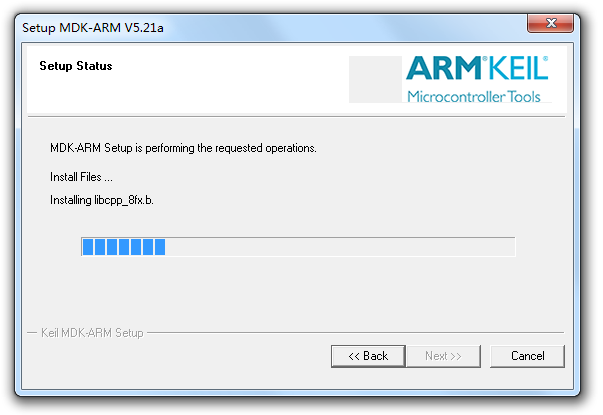 Setup MDK-ARM V5.21a
Setup Status
ARM KEIL
Microcontroller Tools
MDK-ARM Setup is performing the requested operations.
Install Files ...
Installing libcpp_8fx.b.
Keil MDK-ARM Setup
<< Back
Next >>
Cancel